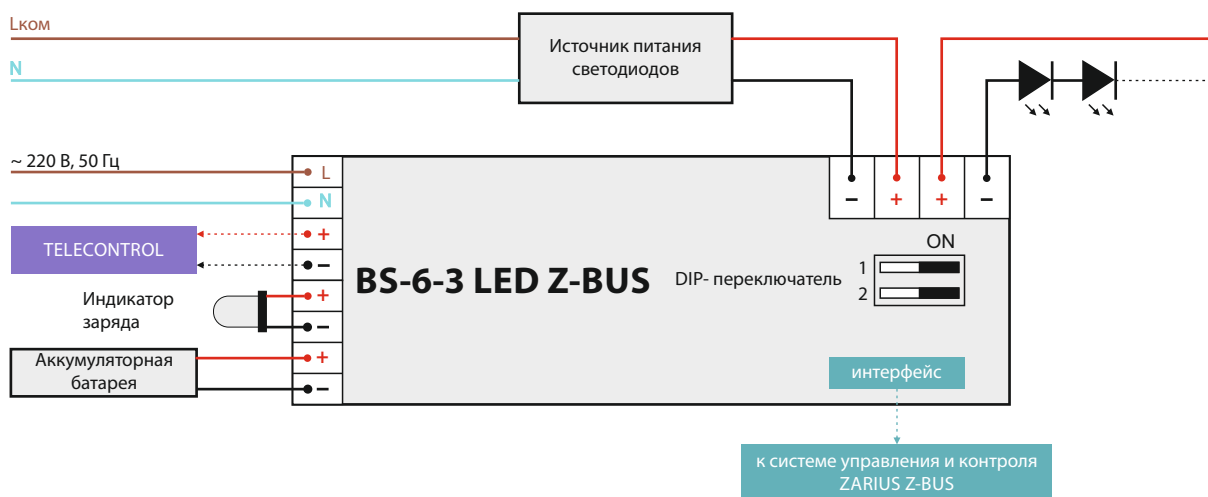 Lком
N
Источник питания
светодиодов
~ 220 В, 50 Гц
L
N
+
−
+
−
+
−
TELECONTROL
Индикатор
заряда
Аккумуляторная
батарея
BS-6-3 LED Z-BUS
− + + −
DIP- переключатель
ON
1
2
интерфейс
к системе управления и контроля
ZARIUS Z-BUS